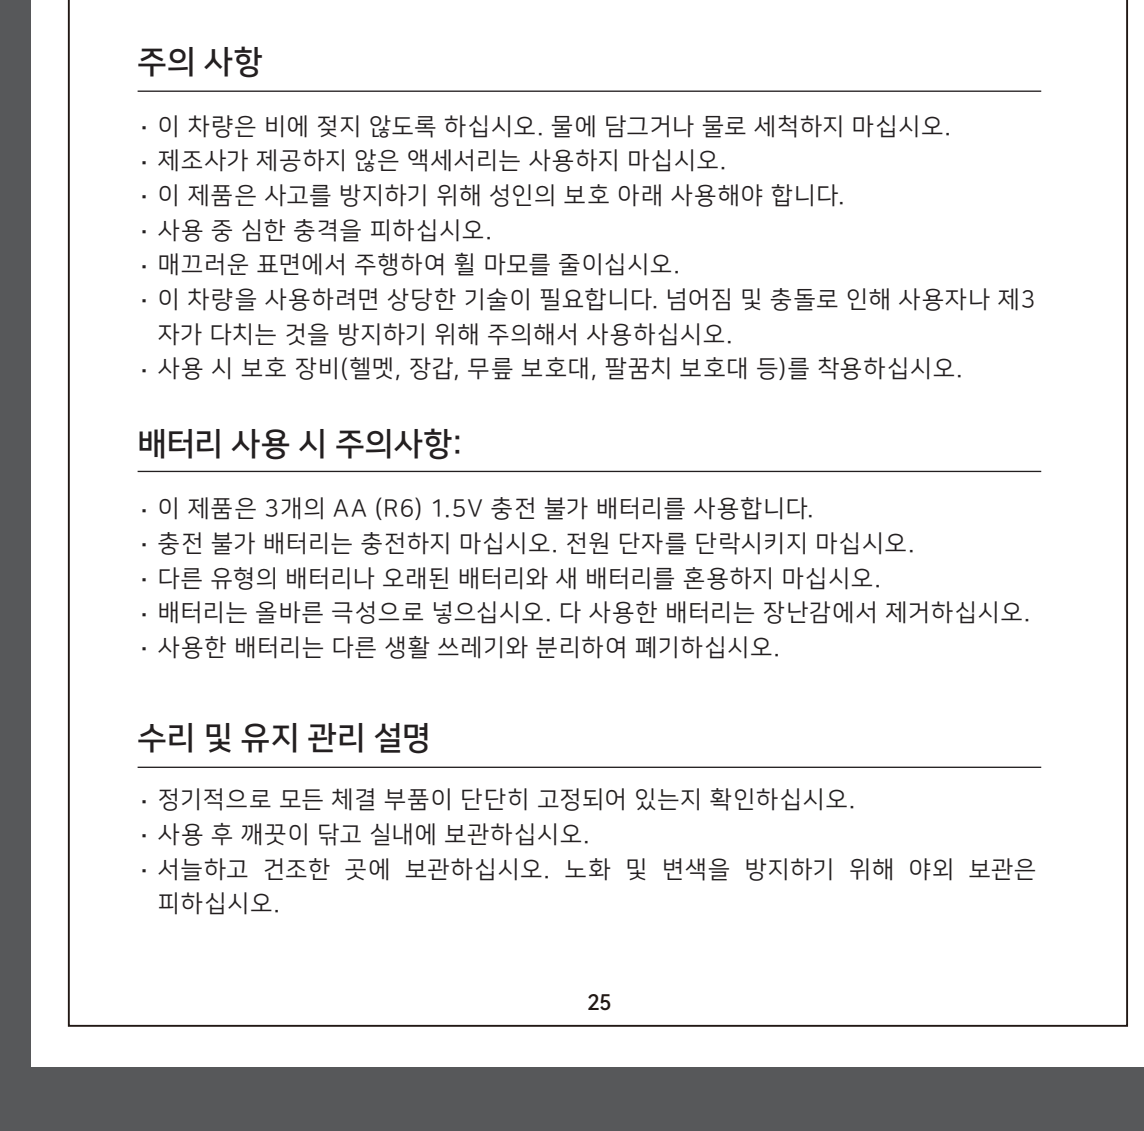 주의 사항
· 이 차량은 비에 젖지 않도록 하십시오. 물에 담그거나 물로 세척하지 마십시오.
· 제조사가 제공하지 않은 액세서리는 사용하지 마십시오.
· 이 제품은 사고를 방지하기 위해 성인의 보호 아래 사용해야 합니다.
· 사용 중 심한 충격을 피하십시오.
· 매끄러운 표면에서 주행하여 휠 마모를 줄이십시오.
· 이 차량을 사용하려면 상당한 기술이 필요합니다. 넘어짐 및 충돌로 인해 사용자나 제3
자가 다치는 것을 방지하기 위해 주의해서 사용하십시오.
· 사용 시 보호 장비(헬멧, 장갑, 무릎 보호대, 팔꿈치 보호대 등)를 착용하십시오.
배터리 사용 시 주의사항:
· 이 제품은 3개의 AA (R6) 1.5V 충전 불가 배터리를 사용합니다.
· 충전 불가 배터리는 충전하지 마십시오. 전원 단자를 단락시키지 마십시오.
· 다른 유형의 배터리나 오래된 배터리와 새 배터리를 혼용하지 마십시오.
· 배터리는 올바른 극성으로 넣으십시오. 다 사용한 배터리는 장난감에서 제거하십시오.
· 사용한 배터리는 다른 생활 쓰레기와 분리하여 폐기하십시오.
수리 및 유지 관리 설명
· 정기적으로 모든 체결 부품이 단단히 고정되어 있는지 확인하십시오.
· 사용 후 깨끗이 닦고 실내에 보관하십시오.
· 서늘하고 건조한 곳에 보관하십시오. 노화 및 변색을 방지하기 위해 야외 보관은
피하십시오.
25